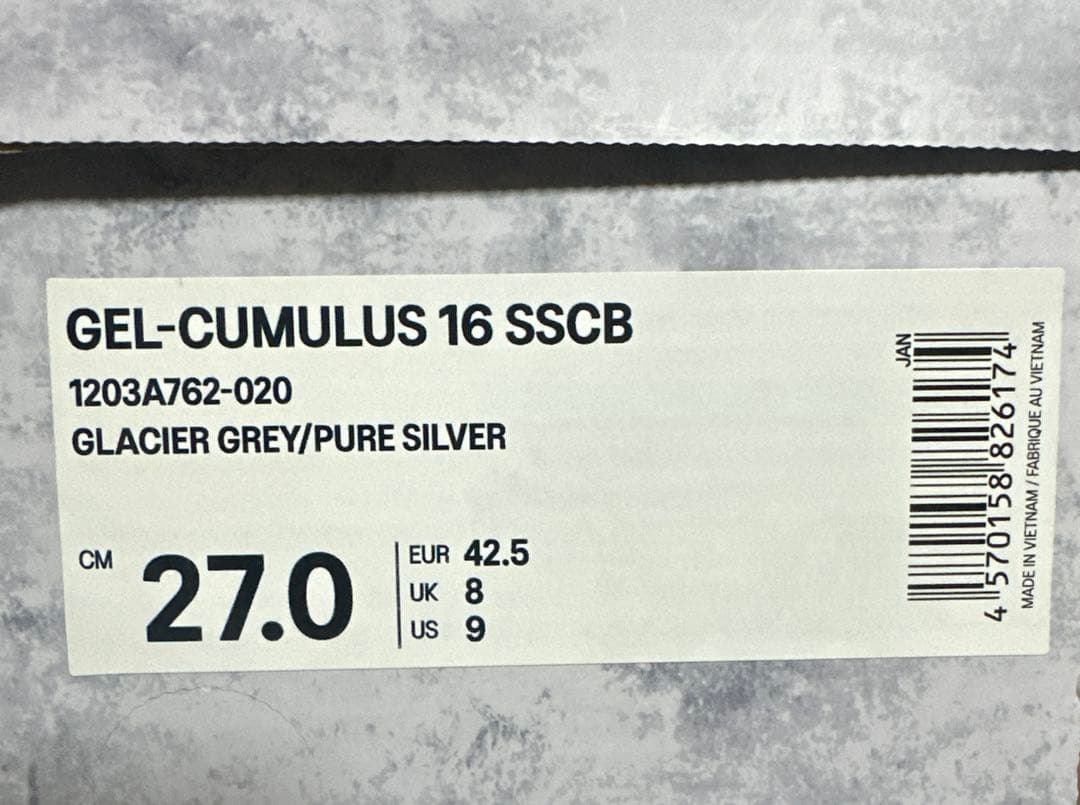 GEL-CUMULUS 16 SSCB
1203A762-020
GLACIER GREY/PURE SILVER
CM 27.0
EUR 42.5
UK 8
US 9
JAN
4 570158 826174
MADE IN VIETNAM / FABRIQUE AU VIETNAM